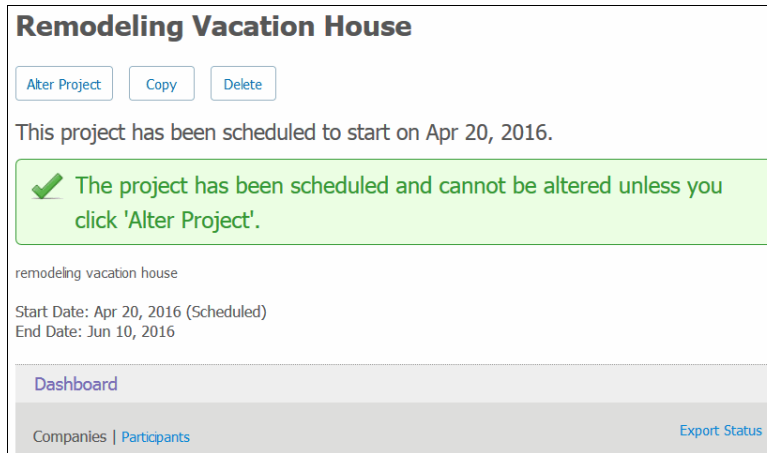 Remodeling Vacation House
Alter Project Copy Delete
This project has been scheduled to start on Apr 20, 2016.
The project has been scheduled and cannot be altered unless you
click 'Alter Project'.
remodeling vacation house
Start Date: Apr 20, 2016 (Scheduled)
End Date: Jun 10, 2016
Dashboard
Companies | Participants Export Status